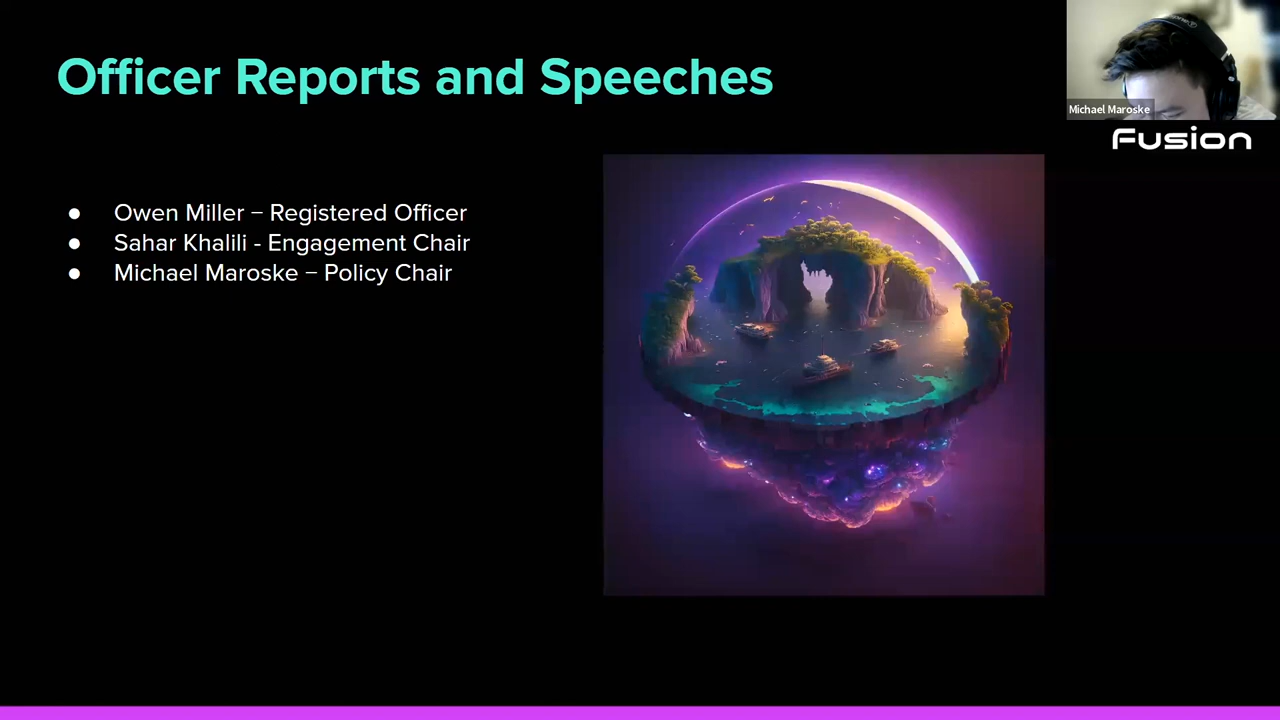 Officer Reports and Speeches
Michael Maroske
Fusion
● Owen Miller – Registered Officer
● Sahar Khalili - Engagement Chair
● Michael Maroske – Policy Chair